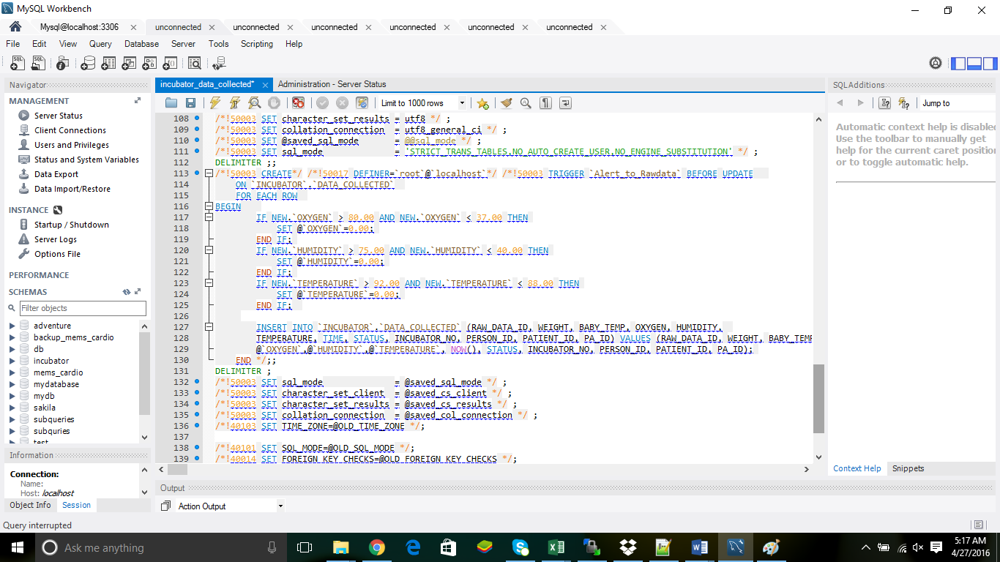 MySQL Workbench
Mysql@localhost:3306
unconnected
unconnected
unconnected
unconnected
unconnected
unconnected
File Edit View Query Database Server Tools Scripting Help
Navigator
MANAGEMENT
Server Status
Client Connections
Users and Privileges
Status and System Variables
Data Export
Data Import/Restore
INSTANCE
Startup / Shutdown
Server Logs
Options File
PERFORMANCE
SCHEMAS
Filter objects
adventure
backup_mems_cardio
db
incubator
mems_cardio
mydatabase
mydb
sakila
subqueries
subquries
test
Information
Connection:
Name:
Host: localhost
Object Info Session
Query interrupted
incubator_data_collected* Administration - Server Status
Limit to 1000 rows
108 /*!50003 SET character_set_results = utf8 */ ;
109 /*!50003 SET collation_connection  = utf8_general_ci */ ;
110 /*!50003 SET @saved_sql_mode       = @@sql_mode */ ;
111 /*!50003 SET sql_mode              = 'STRICT_TRANS_TABLES,NO_AUTO_CREATE_USER,NO_ENGINE_SUBSTITUTION' */ ;
112 DELIMITER ;;
113 /*!50003 CREATE*/ /*!50017 DEFINER=`root`@`localhost`*/ /*!50003 TRIGGER `Alert_to_Rawdata` BEFORE UPDATE
114 ON `INCUBATOR`.`DATA_COLLECTED`
115 FOR EACH ROW
116 BEGIN
117 IF NEW.`OXYGEN` > 80.00 AND NEW.`OXYGEN` < 37.00 THEN
118 SET @`OXYGEN`=0.00;
119 END IF;
120 IF NEW.`HUMIDITY` > 75.00 AND NEW.`HUMIDITY` < 40.00 THEN
121 SET @`HUMIDITY`=0.00;
122 END IF;
123 IF NEW.`TEMPERATURE` > 92.00 AND NEW.`TEMPERATURE` < 88.00 THEN
124 SET @`TEMPERATURE`=0.00;
125 END IF;
126
127 INSERT INTO `INCUBATOR`.`DATA_COLLECTED` (RAW_DATA_ID, WEIGHT, BABY_TEMP, OXYGEN, HUMIDITY,
128 TEMPERATURE, TIME, STATUS, INCUBATOR_NO, PERSON_ID, PATIENT_ID, PA_ID) VALUES (RAW_DATA_ID, WEIGHT, BABY_TEMP
129 @`OXYGEN`,@`HUMIDITY`,@`TEMPERATURE`, NOW(), STATUS, INCUBATOR_NO, PERSON_ID, PATIENT_ID, PA_ID);
130 END */;;
131 DELIMITER ;
132 /*!50003 SET sql_mode              = @saved_sql_mode */ ;
133 /*!50003 SET character_set_client  = @saved_cs_client */ ;
134 /*!50003 SET character_set_results = @saved_cs_results */ ;
135 /*!50003 SET collation_connection  = @saved_col_connection */ ;
136 /*!40103 SET TIME_ZONE=@OLD_TIME_ZONE */;
137
138 /*!40101 SET SQL_MODE=@OLD_SQL_MODE */;
139 /*!40014 SET FOREIGN_KEY_CHECKS=@OLD_FOREIGN_KEY_CHECKS */;
Output
Action Output
SQLAdditions
Jump to
Automatic context help is disabled
Use the toolbar to manually get
help for the current caret position
or to toggle automatic help.
Context Help Snippets
Ask me anything
5:17 AM
4/27/2016